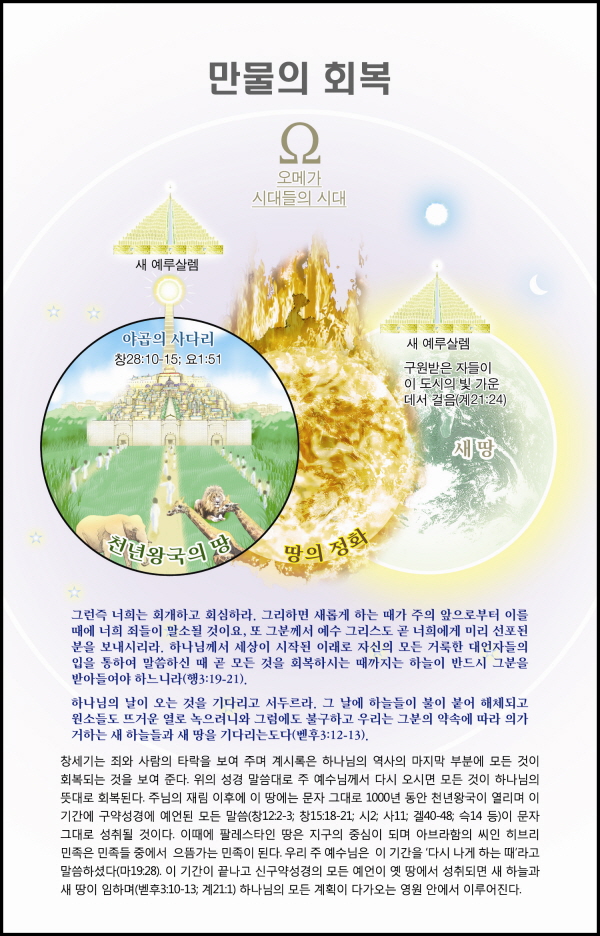 만물의 회복
Ω
오메가
시대들의 시대
새 예루살렘
새 예루살렘
야곱의 사다리
창28:10-15; 요1:51
구원받은 자들이
이 도시의 빛 가운
데서 걸음(계21:24)
새 땅
천년왕국의 땅
땅의 정화
그런즉 너희는 회개하고 회심하라. 그리하면 새롭게 하는 때가 주의 앞으로부터 이를
때에 너희 죄들이 말소될 것이요, 또 그분께서 예수 그리스도 곧 너희에게 미리 선포된
분을 보내시리라. 하나님께서 세상이 시작된 이래로 자신의 모든 거룩한 대언자들의
입을 통하여 말씀하신 때 곧 모든 것을 회복하시는 때까지는 하늘이 반드시 그분을
받아들여야 하느니라(행3:19-21).
하나님의 날이 오는 것을 기다리고 서두르라. 그 날에 하늘들이 불이 붙어 해체되고
원소들도 뜨거운 열로 녹으려니와 그럼에도 불구하고 우리는 그분의 약속에 따라 의가
거하는 새 하늘들과 새 땅을 기다리는도다(벧후3:12-13).
창세기는 죄와 사람의 타락을 보여 주며 계시록은 하나님의 역사의 마지막 부분에 모든 것이
회복되는 것을 보여 준다. 위의 성경 말씀대로 주 예수님께서 다시 오시면 모든 것이 하나님의
뜻대로 회복된다. 주님의 재림 이후에 이 땅에는 문자 그대로 1000년 동안 천년왕국이 열리며 이
기간에 구약성경에 예언된 모든 말씀(창12:2-3; 창15:18-21; 시2; 사11; 겔40-48; 슥14 등)이 문자
그대로 성취될 것이다. 이때에 팔레스타인 땅은 지구의 중심이 되며 아브라함의 씨인 히브리
민족은 민족들 중에서 으뜸가는 민족이 된다. 우리 주 예수님은 이 기간을 '다시 나게 하는 때'라고
말씀하셨다(마19:28). 이 기간이 끝나고 신구약성경의 모든 예언이 옛 땅에서 성취되면 새 하늘과
새 땅이 임하며(벧후3:10-13; 계21:1) 하나님의 모든 계획이 다가오는 영원 안에서 이루어진다.